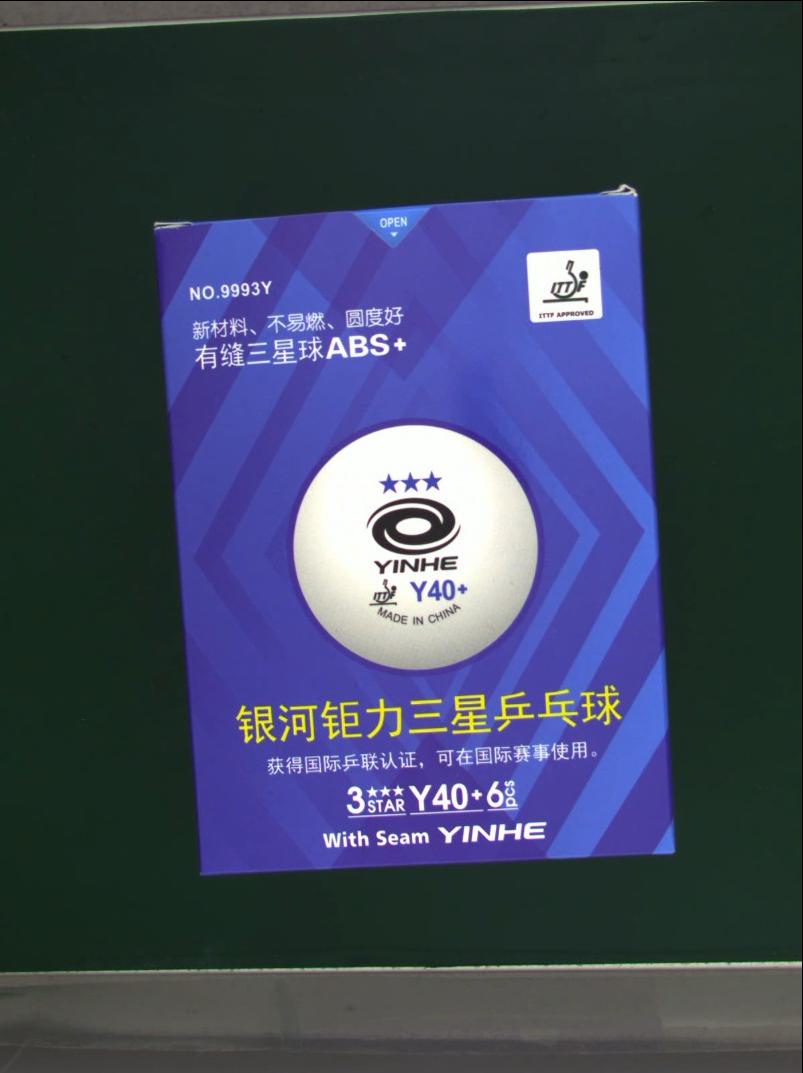 OPEN
NO.9993Y
ITTF
ITTF APPROVED
新材料、不易燃、圆度好
有缝三星球ABS+
YINHE
ITTF Y40+
MADE IN CHINA
银河钜力三星乒乓球
获得国际乒联认证，可在国际赛事使用。
3 STAR Y40+ 6 pcs
With Seam YINHE